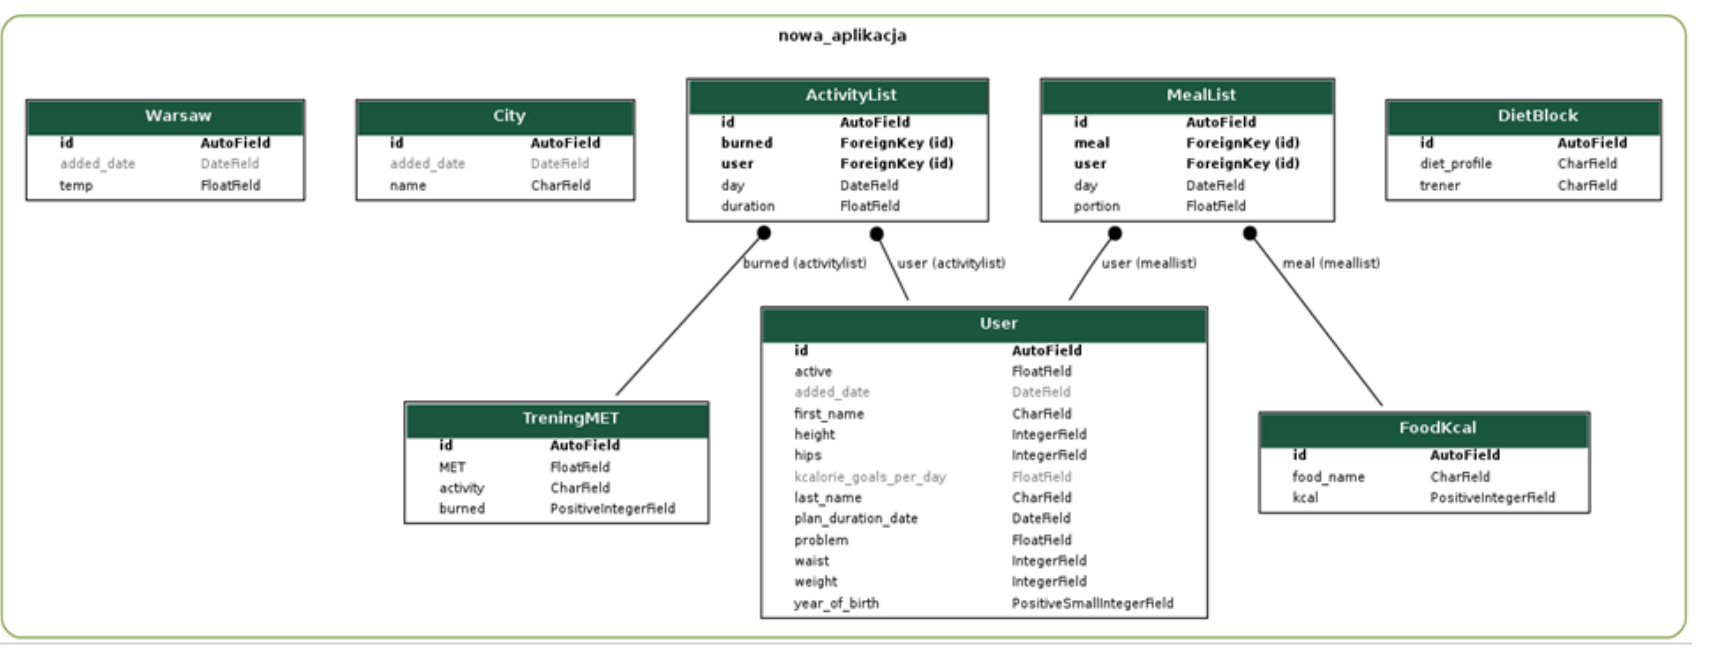 nowa_aplikacja
Warsaw
id AutoField
added_date DateField
temp FloatField
City
id AutoField
added_date DateField
name CharField
ActivityList
id AutoField
burned ForeignKey (id)
user ForeignKey (id)
day DateField
duration FloatField
MealList
id AutoField
meal ForeignKey (id)
user ForeignKey (id)
day DateField
portion FloatField
DietBlock
id AutoField
diet_profile CharField
trener CharField
burned (activitylist)
user (activitylist)
user (meallist)
meal (meallist)
TreningMET
id AutoField
MET FloatField
activity CharField
burned PositiveIntegerField
User
id AutoField
active FloatField
added_date DateField
first_name CharField
height IntegerField
hips IntegerField
kcalorie_goals_per_day FloatField
last_name CharField
plan_duration_date DateField
problem FloatField
waist IntegerField
weight IntegerField
year_of_birth PositiveSmallIntegerField
FoodKcal
id AutoField
food_name CharField
kcal PositiveIntegerField